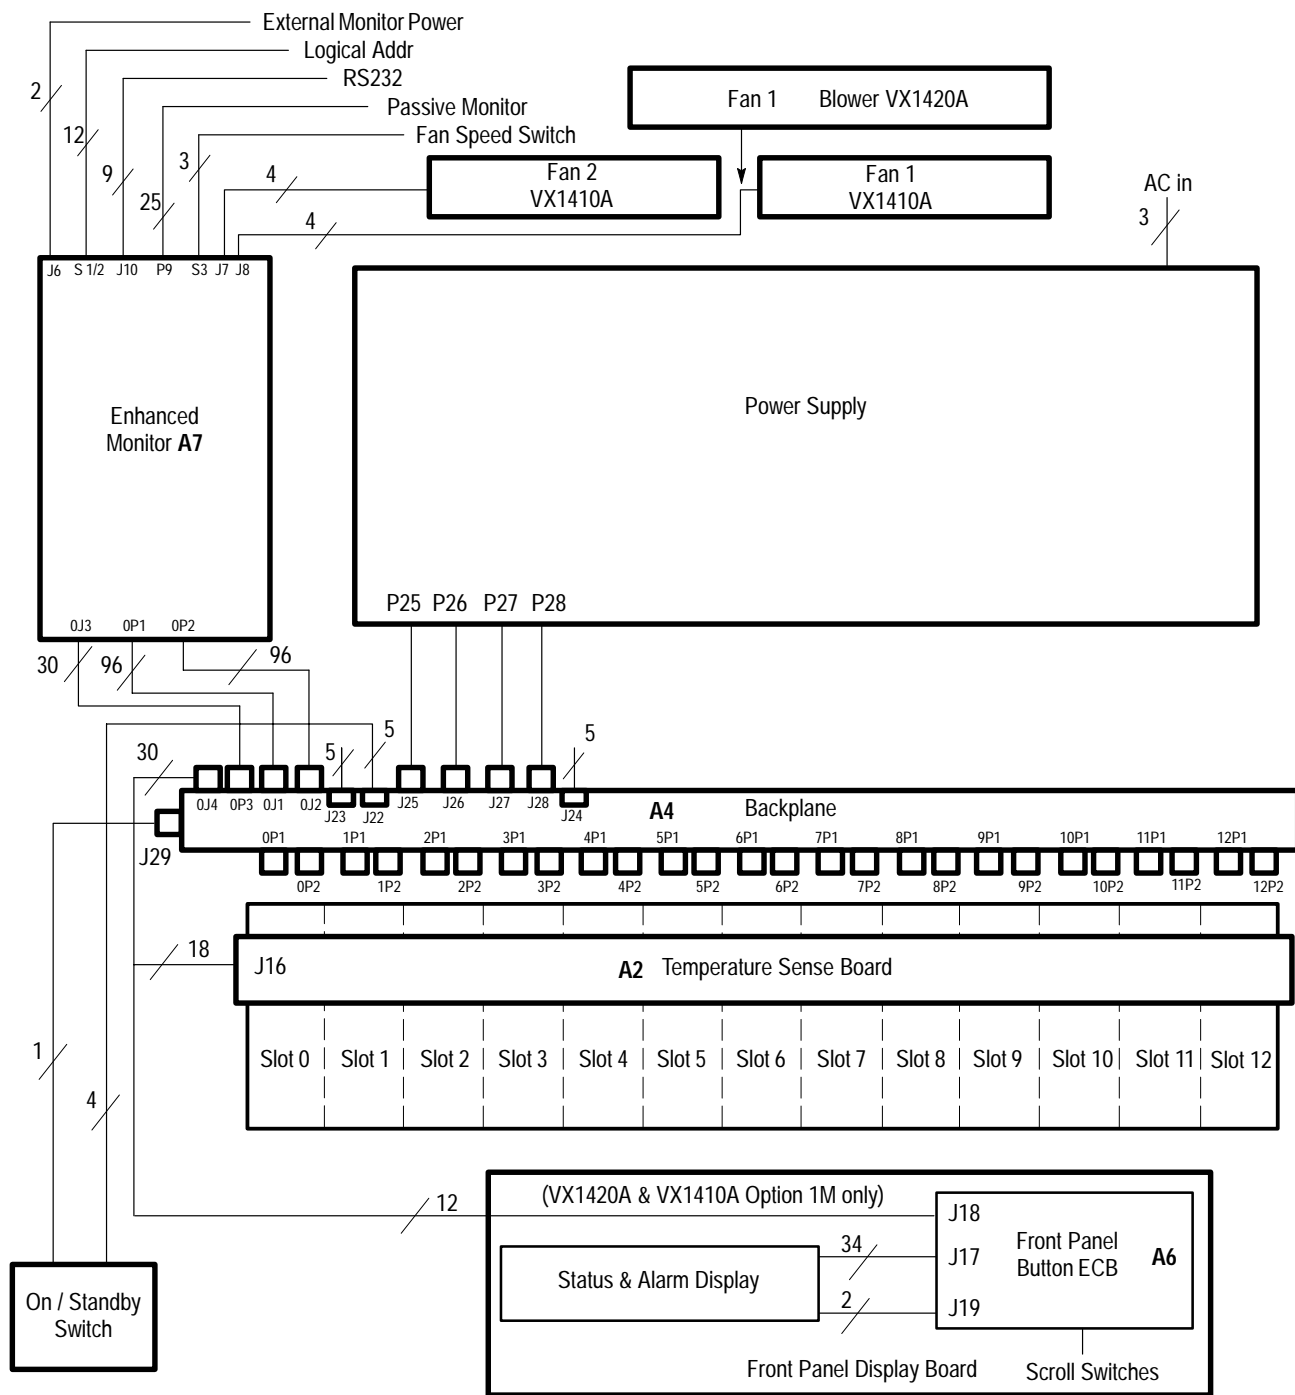 External Monitor Power
Logical Addr
RS232
Passive Monitor
Fan Speed Switch
2
12
9
25
3
4
4
Fan 1 Blower VX1420A
Fan 2
VX1410A
Fan 1
VX1410A
AC in
3
J6 S 1/2 J10 P9 S3 J7 J8
Enhanced
Monitor A7
0J3 0P1 0P2
Power Supply
P25 P26 P27 P28
30 96 96
30 5 5 5
0J4 0P3 0J1 0J2 J23 J22 J25 J26 J27 J28 J24
A4 Backplane
J29
0P1 1P1 2P1 3P1 4P1 5P1 6P1 7P1 8P1 9P1 10P1 11P1 12P1
0P2 1P2 2P2 3P2 4P2 5P2 6P2 7P2 8P2 9P2 10P2 11P2 12P2
18
J16 A2 Temperature Sense Board
Slot 0 Slot 1 Slot 2 Slot 3 Slot 4 Slot 5 Slot 6 Slot 7 Slot 8 Slot 9 Slot 10 Slot 11 Slot 12
1
4
12
(VX1420A & VX1410A Option 1M only)
J18
34
J17
Front Panel
Button ECB A6
Status & Alarm Display
2
J19
On / Standby
Switch
Front Panel Display Board
Scroll Switches